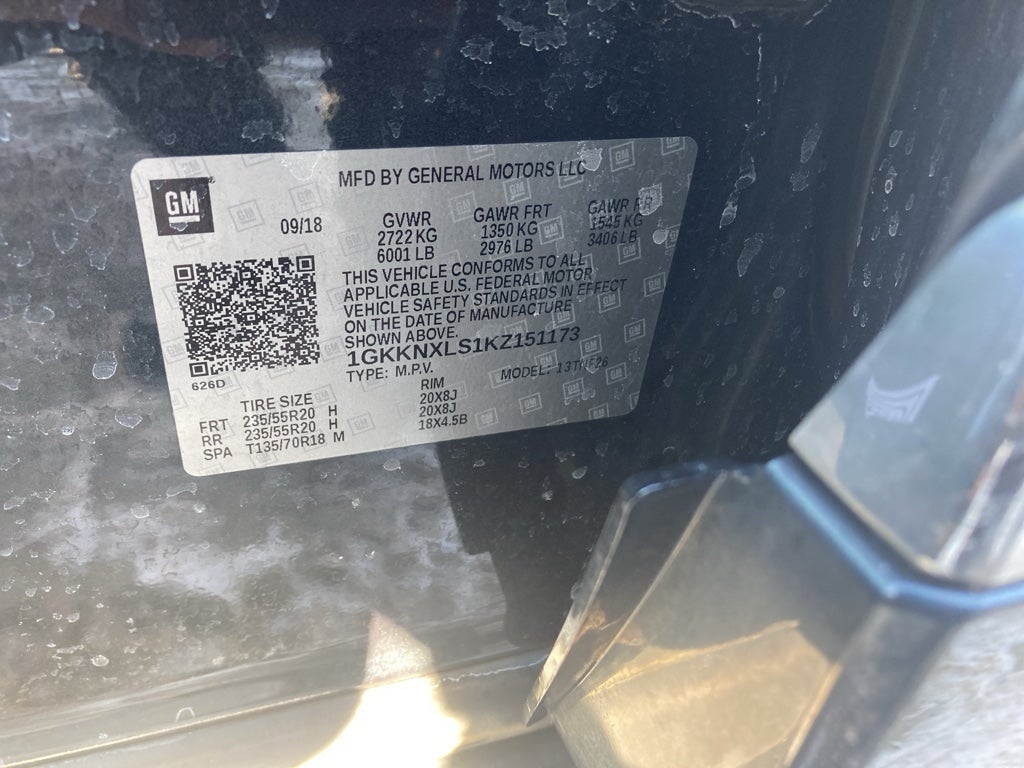 MFD BY GENERAL MOTORS LLC
GM
09/18
GVWR GAWR FRT GAWR RR
2722 KG 1350 KG 1545 KG
6001 LB 2976 LB 3406 LB
THIS VEHICLE CONFORMS TO ALL
APPLICABLE U.S. FEDERAL MOTOR
VEHICLE SAFETY STANDARDS IN EFFECT
ON THE DATE OF MANUFACTURE
SHOWN ABOVE.
1GKKNXLS1KZ151173
TYPE: M.P.V. MODEL:
626D
TIRE SIZE RIM
FRT 235/55R20 H 20X8J
RR 235/55R20 H 20X8J
SPA T135/70R18 M 18X4.5B